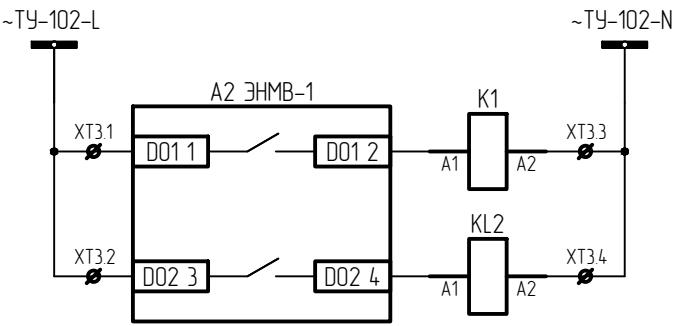 ~ТУ-102-L
~ТУ-102-N
А2 ЭНМВ-1
К1
ХТ3.1
DO1 1
DO1 2
А1
А2
ХТ3.3
KL2
ХТ3.2
DO2 3
DO2 4
А1
А2
ХТ3.4